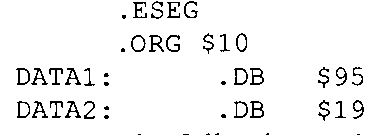 .ESEG
.ORG $10
DATA1: .DB $95
DATA2: .DB $19